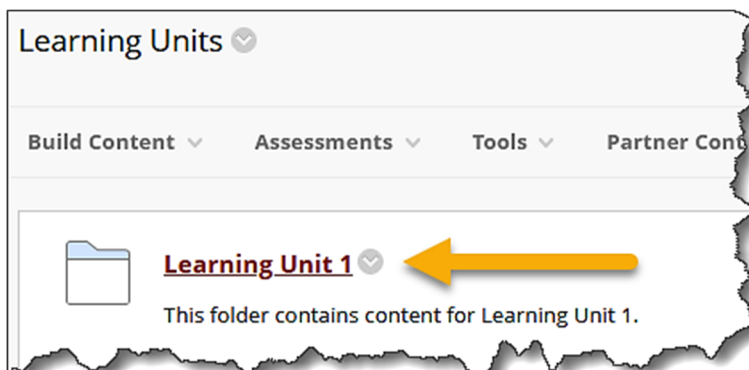 Learning Units
Build Content Assessments Tools Partner Cont
Learning Unit 1
This folder contains content for Learning Unit 1.